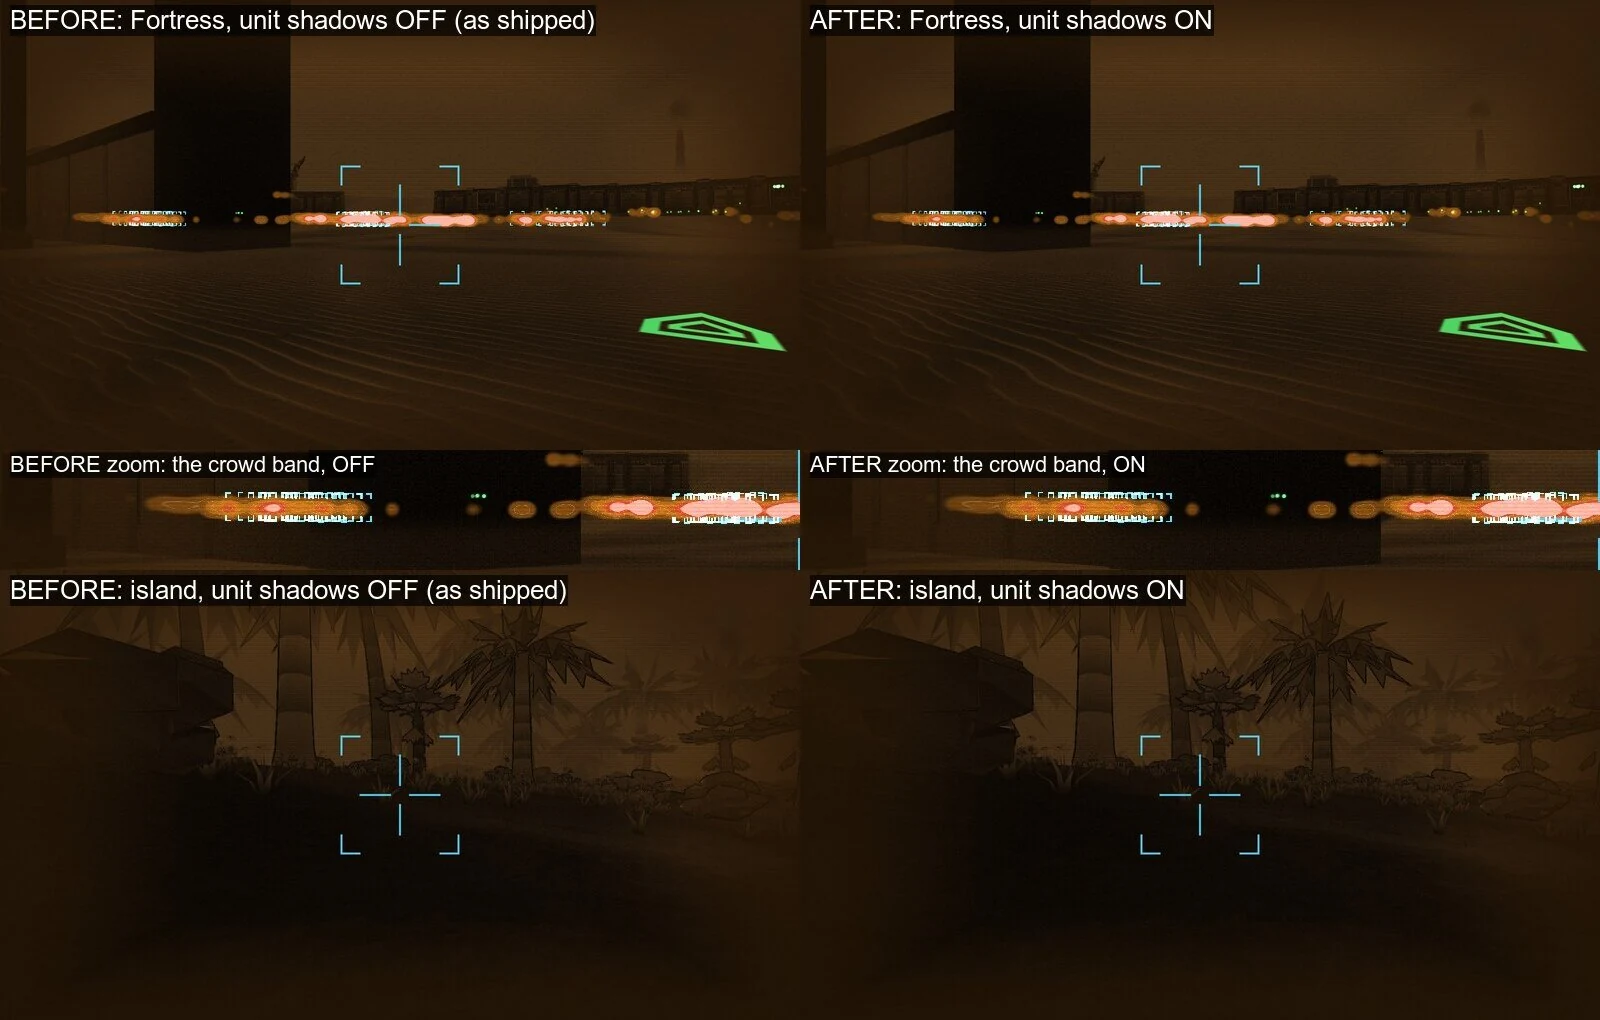 BEFORE: Fortress, unit shadows OFF (as shipped)
AFTER: Fortress, unit shadows ON
BEFORE zoom: the crowd band, OFF
AFTER zoom: the crowd band, ON
BEFORE: island, unit shadows OFF (as shipped)
AFTER: island, unit shadows ON